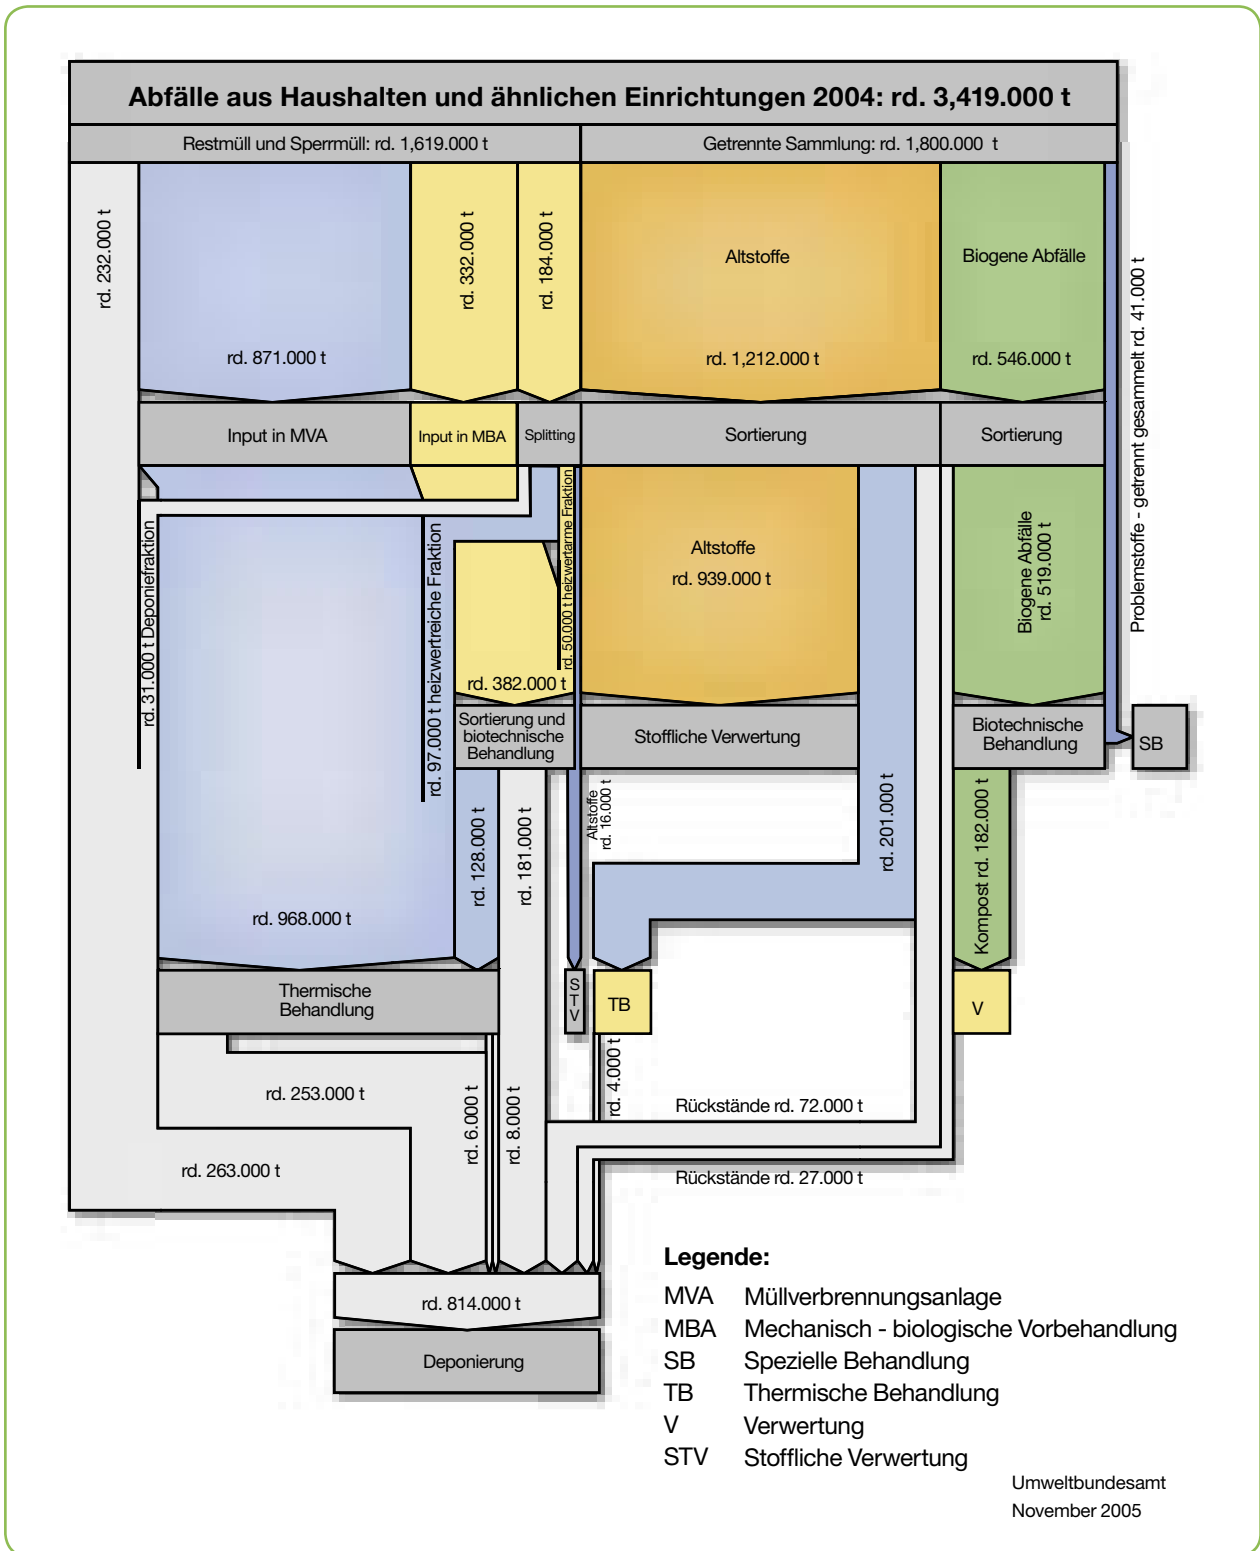 Abfälle aus Haushalten und ähnlichen Einrichtungen 2004: rd. 3,419.000 t
Restmüll und Sperrmüll: rd. 1,619.000 t
Getrennte Sammlung: rd. 1,800.000 t
rd. 232.000 t
rd. 871.000 t
rd. 332.000 t
rd. 184.000 t
Altstoffe
rd. 1,212.000 t
Biogene Abfälle
rd. 546.000 t
Problemstoffe - getrennt gesammelt rd. 41.000 t
Input in MVA
Input in MBA
Splitting
Sortierung
Sortierung
rd. 31.000 t Deponiefraktion
rd. 97.000 t heizwertreiche Fraktion
rd. 50.000 t heizwertarme Fraktion
rd. 382.000 t
Altstoffe
rd. 939.000 t
Biogene Abfälle
rd. 519.000 t
Sortierung und
biotechnische
Behandlung
Stoffliche Verwertung
Biotechnische
Behandlung
SB
rd. 968.000 t
rd. 128.000 t
rd. 181.000 t
Altstoffe
rd. 16.000 t
rd. 201.000 t
Kompost rd. 182.000 t
Thermische
Behandlung
STV
TB
V
rd. 253.000 t
rd. 263.000 t
rd. 6.000 t
rd. 8.000 t
rd. 4.000 t
Rückstände rd. 72.000 t
Rückstände rd. 27.000 t
rd. 814.000 t
Deponierung
Legende:
MVA Müllverbrennungsanlage
MBA Mechanisch - biologische Vorbehandlung
SB Spezielle Behandlung
TB Thermische Behandlung
V Verwertung
STV Stoffliche Verwertung
Umweltbundesamt
November 2005